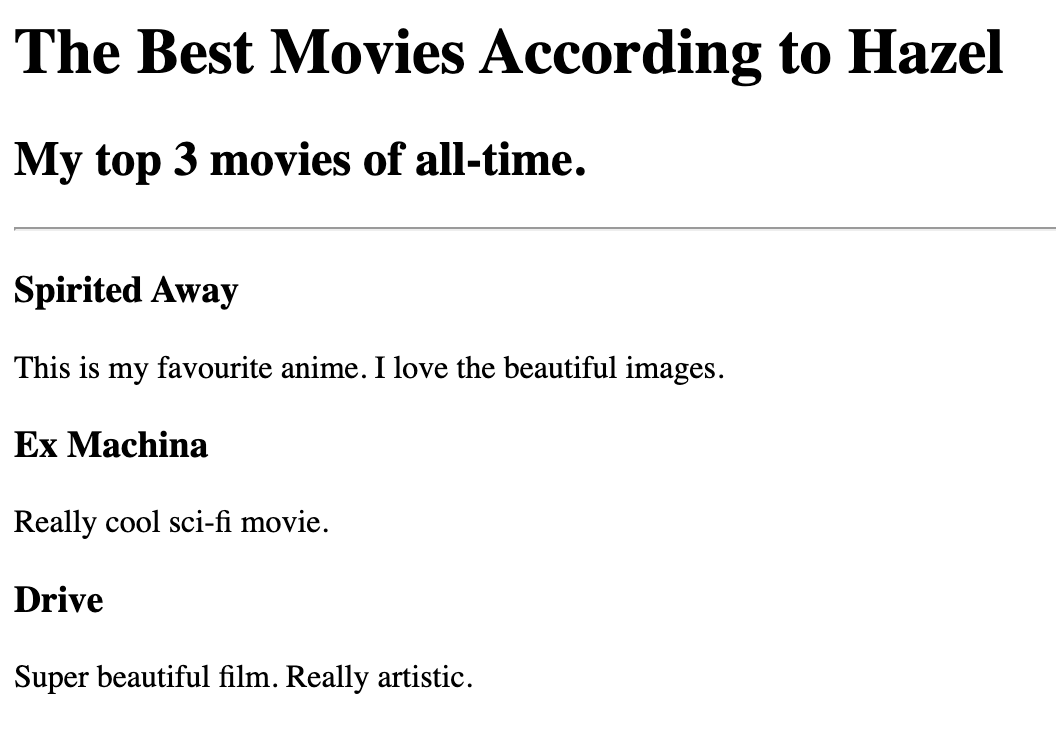 The Best Movies According to Hazel
My top 3 movies of all-time.
Spirited Away
This is my favourite anime. I love the beautiful images.
Ex Machina
Really cool sci-fi movie.
Drive
Super beautiful film. Really artistic.